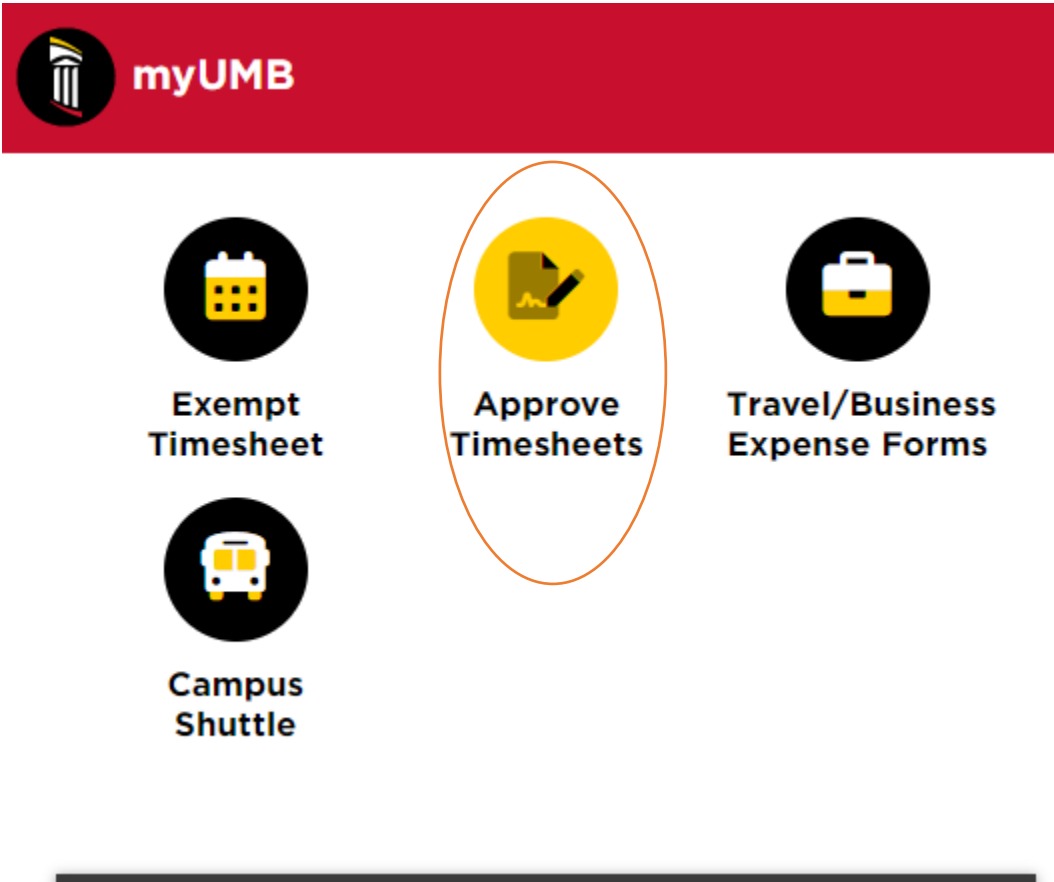 myUMB
Exempt
Timesheet
Approve
Timesheets
Travel/Business
Expense Forms
Campus
Shuttle